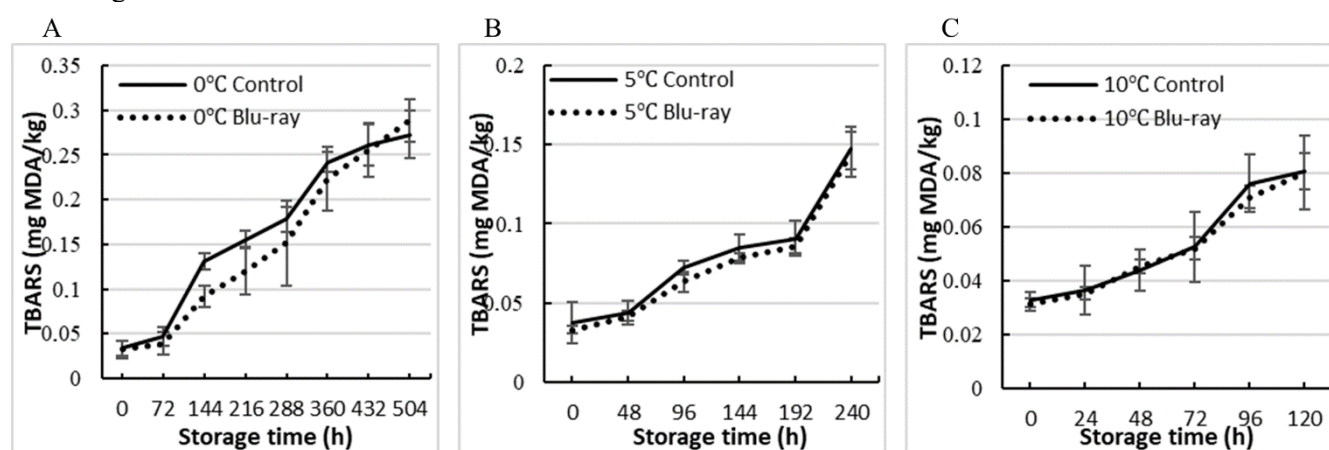 A
0.35
0.3
0.25
0.2
0.15
0.1
0.05
0
TBARS (mg MDA/kg)
0°C Control
0°C Blu-ray
0 72 144 216 288 360 432 504
Storage time (h)
B
0.2
0.15
0.1
0.05
0
TBARS (mg MDA/kg)
5°C Control
5°C Blu-ray
0 48 96 144 192 240
Storage time (h)
C
0.12
0.1
0.08
0.06
0.04
0.02
0
TBARS (mg MDA/kg)
10°C Control
10°C Blu-ray
0 24 48 72 96 120
Storage time (h)